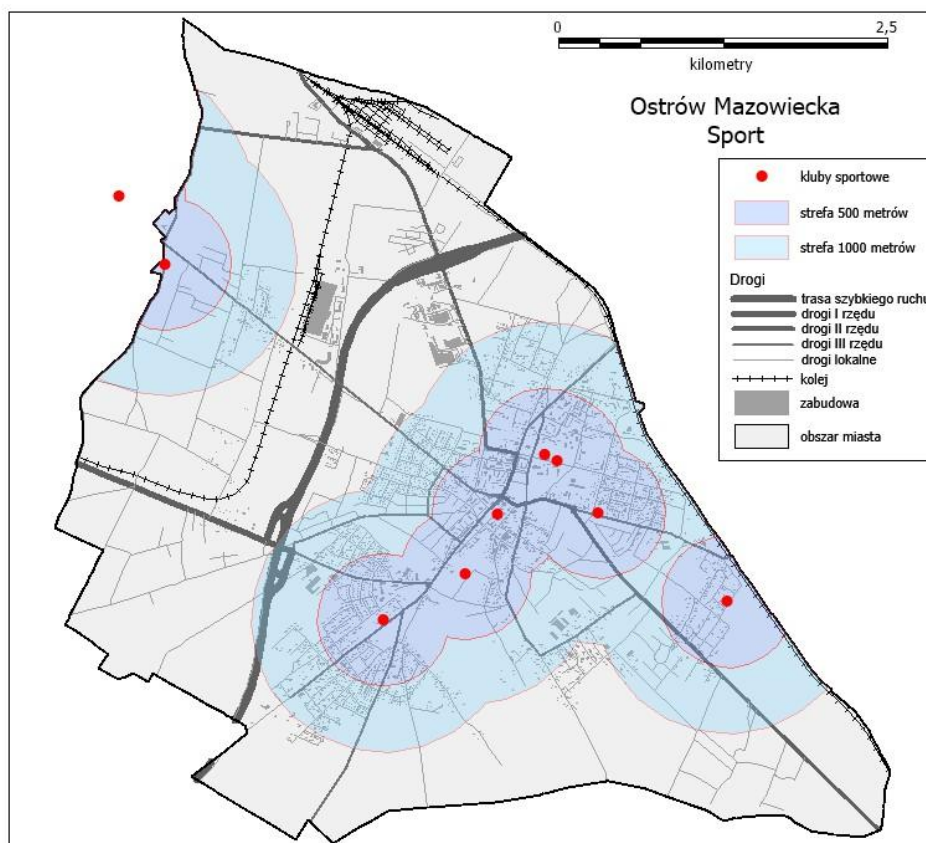 0 2,5
kilometry
Ostrów Mazowiecka
Sport
kluby sportowe
strefa 500 metrów
strefa 1000 metrów
Drogi
trasa szybkiego ruchu
drogi I rzędu
drogi II rzędu
drogi III rzędu
drogi lokalne
kolej
zabudowa
obszar miasta